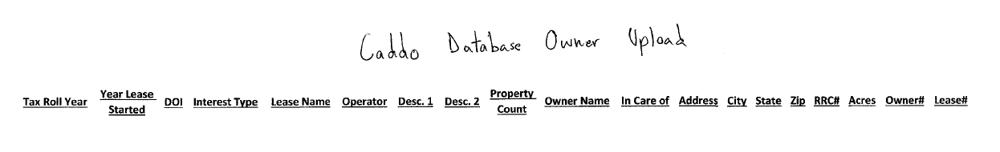 Caddo Database Owner Upload
Tax Roll Year Year Lease Started DOI Interest Type Lease Name Operator Desc. 1 Desc. 2 Property Count Owner Name In Care of Address City State Zip RRC# Acres Owner# Lease#